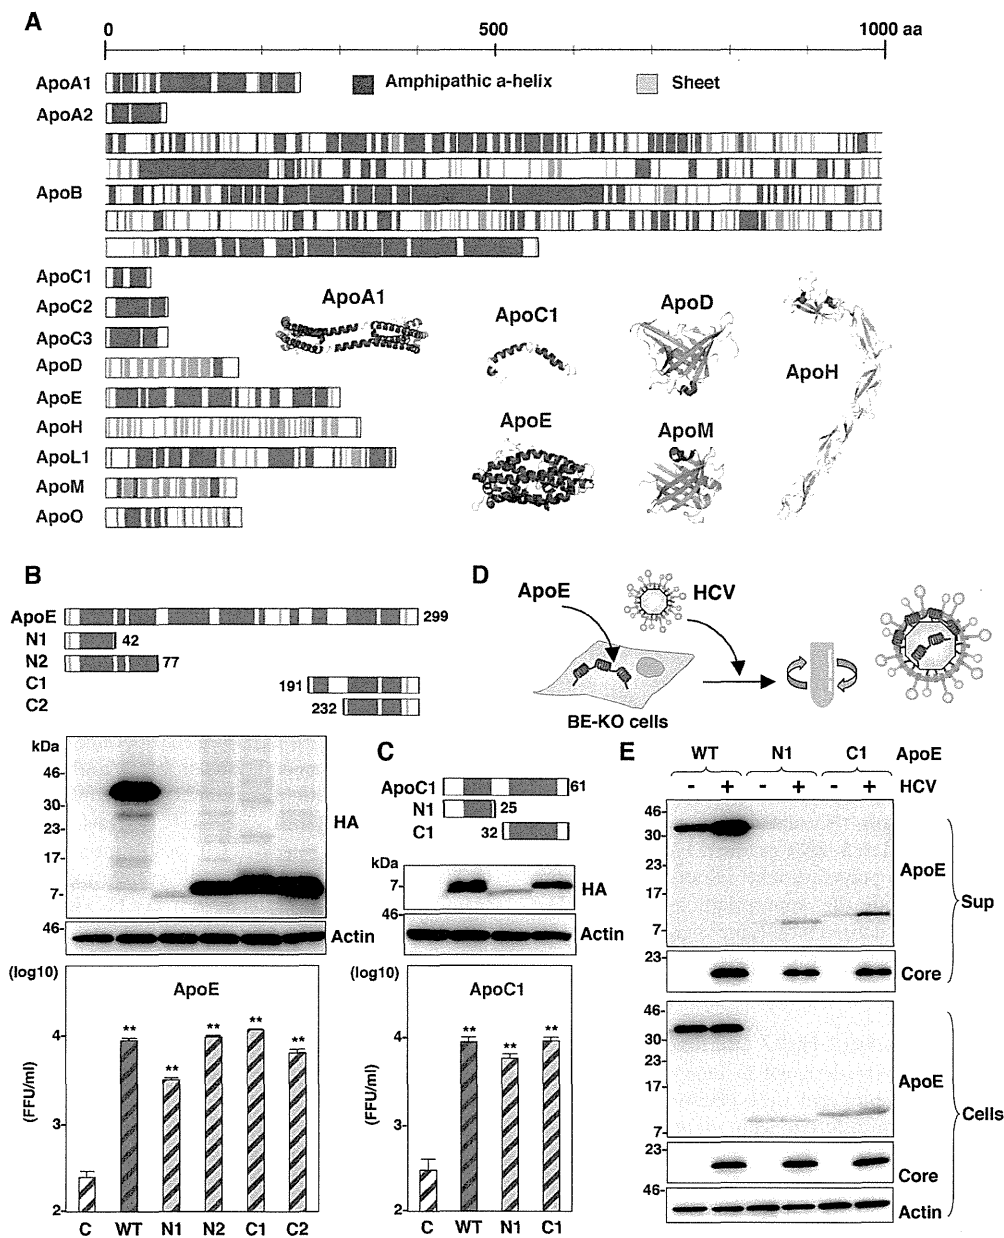 A
0 500 1000 aa
ApoA1
Amphipathic a-helix
Sheet
ApoA2
ApoB
ApoC1
ApoC2
ApoC3
ApoD
ApoE
ApoH
ApoL1
ApoM
ApoO
ApoA1
ApoC1
ApoD
ApoH
ApoE
ApoM
B
ApoE 299
N1 42
N2 77
C1 191
C2 232
kDa
46-
30-
23-
17-
7-
HA
46-
Actin
(log10)
ApoE
(FFU/ml)
4
3
2
** ** ** ** **
C WT N1 N2 C1 C2
C
ApoC1 61
N1 25
C1 32
kDa
7-
HA
46-
Actin
(log10)
ApoC1
(FFU/ml)
4
3
2
** ** **
C WT N1 C1
D
ApoE
HCV
BE-KO cells
E
WT N1 C1 ApoE
- + - + - + HCV
46-
30-
23-
17-
7-
ApoE
Sup
23-
Core
46-
30-
23-
17-
7-
ApoE
Cells
23-
Core
46-
Actin